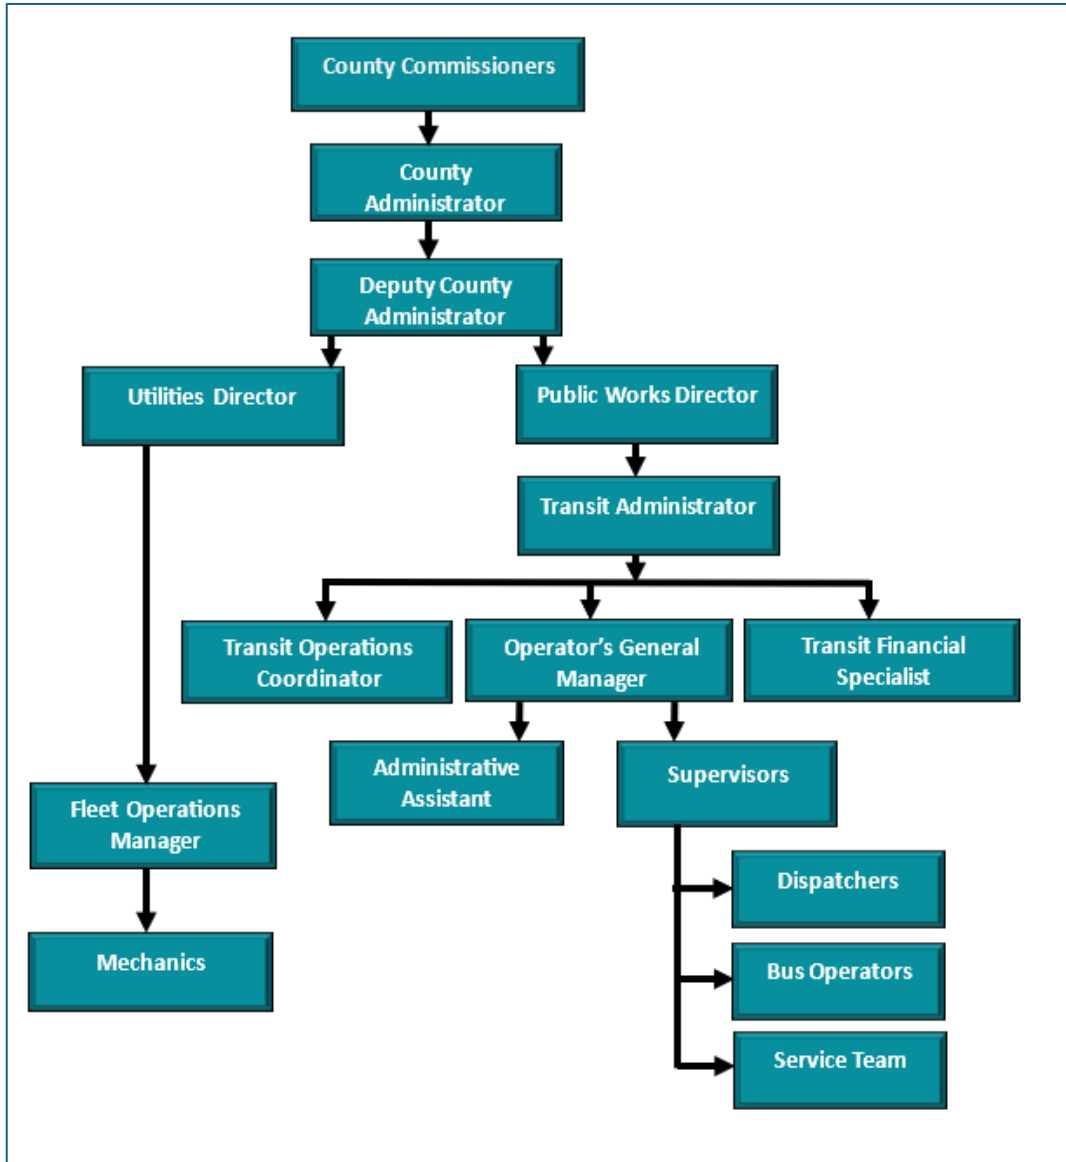 County Commissioners
County
Administrator
Deputy County
Administrator
Utilities Director
Public Works Director
Transit Administrator
Transit Operations
Coordinator
Operator’s General
Manager
Transit Financial
Specialist
Administrative
Assistant
Supervisors
Fleet Operations
Manager
Dispatchers
Mechanics
Bus Operators
Service Team